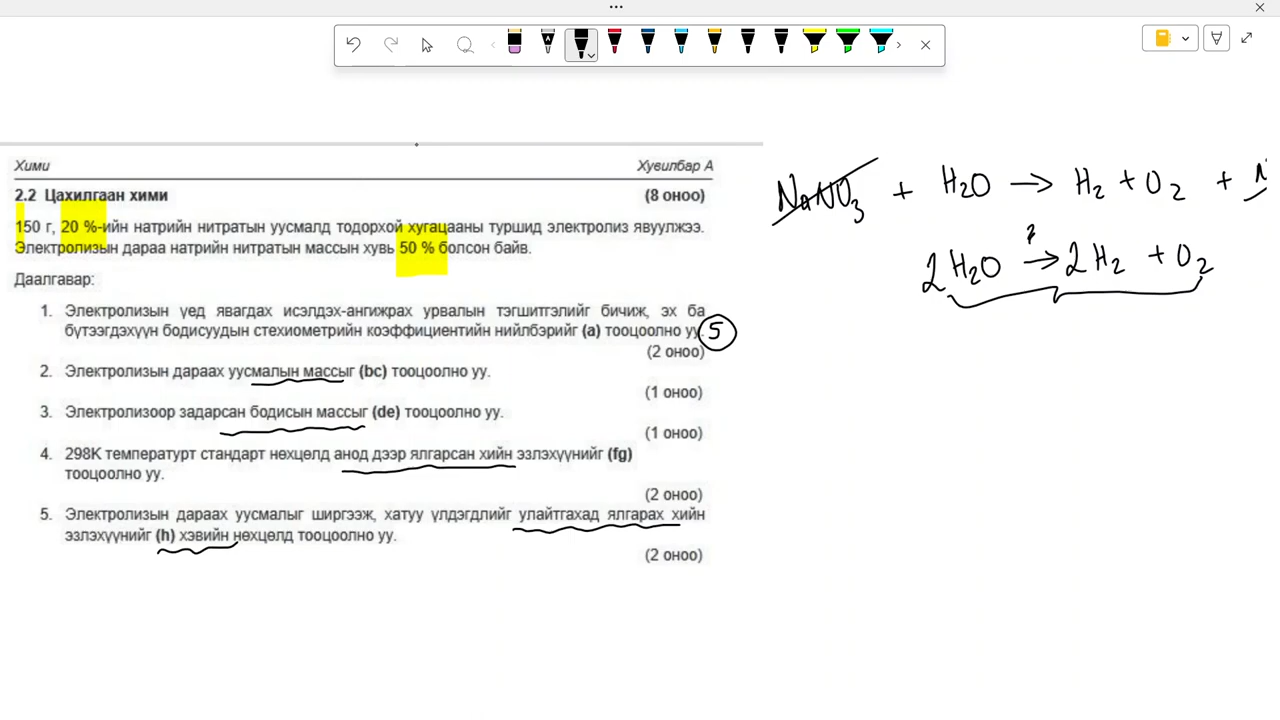 Хими Хувилбар А
2.2 Цахилгаан хими (8 оноо)
150 г, 20 %-ийн натрийн нитратын уусмалд тодорхой хугацааны туршид электролиз явуулжээ.
Электролизын дараа натрийн нитратын массын хувь 50 % болсон байв.
Даалгавар:
1. Электролизын үед явагдах исэлдэх-ангижрах урвалын тэгшитгэлийг бичиж, эх ба
бүтээгдэхүүн бодисуудын стехиометрийн коэффициентийн нийлбэрийг (a) тооцоолно уу. 5
(2 оноо)
2. Электролизын дараах уусмалын массыг (bc) тооцоолно уу.
(1 оноо)
3. Электролизоор задарсан бодисын массыг (de) тооцоолно уу.
(1 оноо)
4. 298K температурт стандарт нөхцөлд анод дээр ялгарсан хийн эзлэхүүнийг (fg)
тооцоолно уу.
(2 оноо)
5. Электролизын дараах уусмалыг ширгээж, хатуу үлдэгдлийг улайтгахад ялгарах хийн
эзлэхүүнийг (h) хэвийн нөхцөлд тооцоолно уу.
(2 оноо)
NaNO3 + H2O → H2 + O2 + N
2H2O → 2H2 + O2